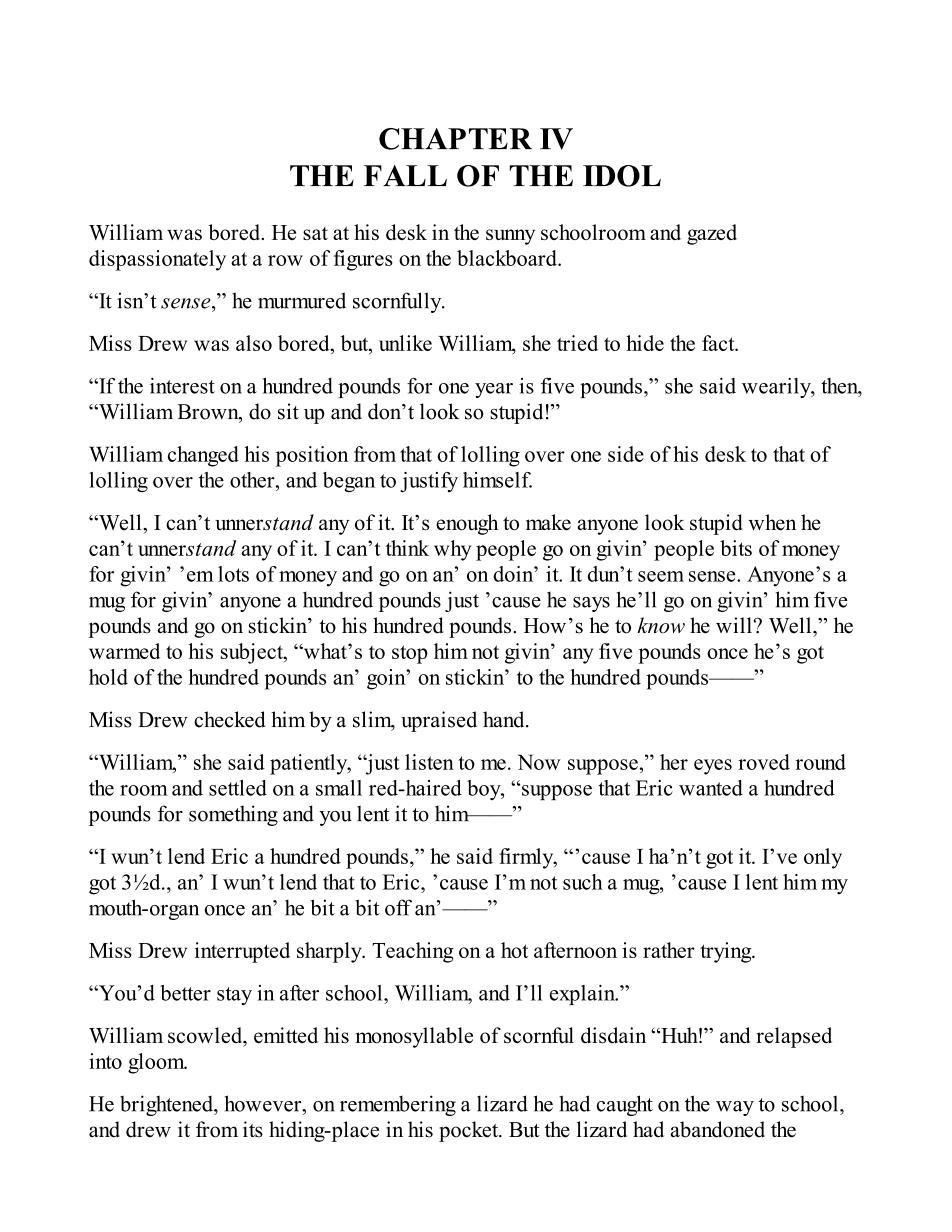 CHAPTER IV
THE FALL OF THE IDOL
William was bored. He sat at his desk in the sunny schoolroom and gazed
dispassionately at a row of figures on the blackboard.
“It isn’t sense,” he murmured scornfully.
Miss Drew was also bored, but, unlike William, she tried to hide the fact.
“If the interest on a hundred pounds for one year is five pounds,” she said wearily, then,
“William Brown, do sit up and don’t look so stupid!”
William changed his position from that of lolling over one side of his desk to that of
lolling over the other, and began to justify himself.
“Well, I can’t unnerstand any of it. It’s enough to make anyone look stupid when he
can’t unnerstand any of it. I can’t think why people go on givin’ people bits of money
for givin’ ’em lots of money and go on an’ on doin’ it. It dun’t seem sense. Anyone’s a
mug for givin’ anyone a hundred pounds just ’cause he says he’ll go on givin’ him five
pounds and go on stickin’ to his hundred pounds. How’s he to know he will? Well,” he
warmed to his subject, “what’s to stop him not givin’ any five pounds once he’s got
hold of the hundred pounds an’ goin’ on stickin’ to the hundred pounds——”
Miss Drew checked him by a slim, upraised hand.
“William,” she said patiently, “just listen to me. Now suppose,” her eyes roved round
the room and settled on a small red-haired boy, “suppose that Eric wanted a hundred
pounds for something and you lent it to him——”
“I wun’t lend Eric a hundred pounds,” he said firmly, “’cause I ha’n’t got it. I’ve only
got 3½d., an’ I wun’t lend that to Eric, ’cause I’m not such a mug, ’cause I lent him my
mouth-organ once an’ he bit a bit off an’——”
Miss Drew interrupted sharply. Teaching on a hot afternoon is rather trying.
“You’d better stay in after school, William, and I’ll explain.”
William scowled, emitted his monosyllable of scornful disdain “Huh!” and relapsed
into gloom.
He brightened, however, on remembering a lizard he had caught on the way to school,
and drew it from its hiding-place in his pocket. But the lizard had abandoned the